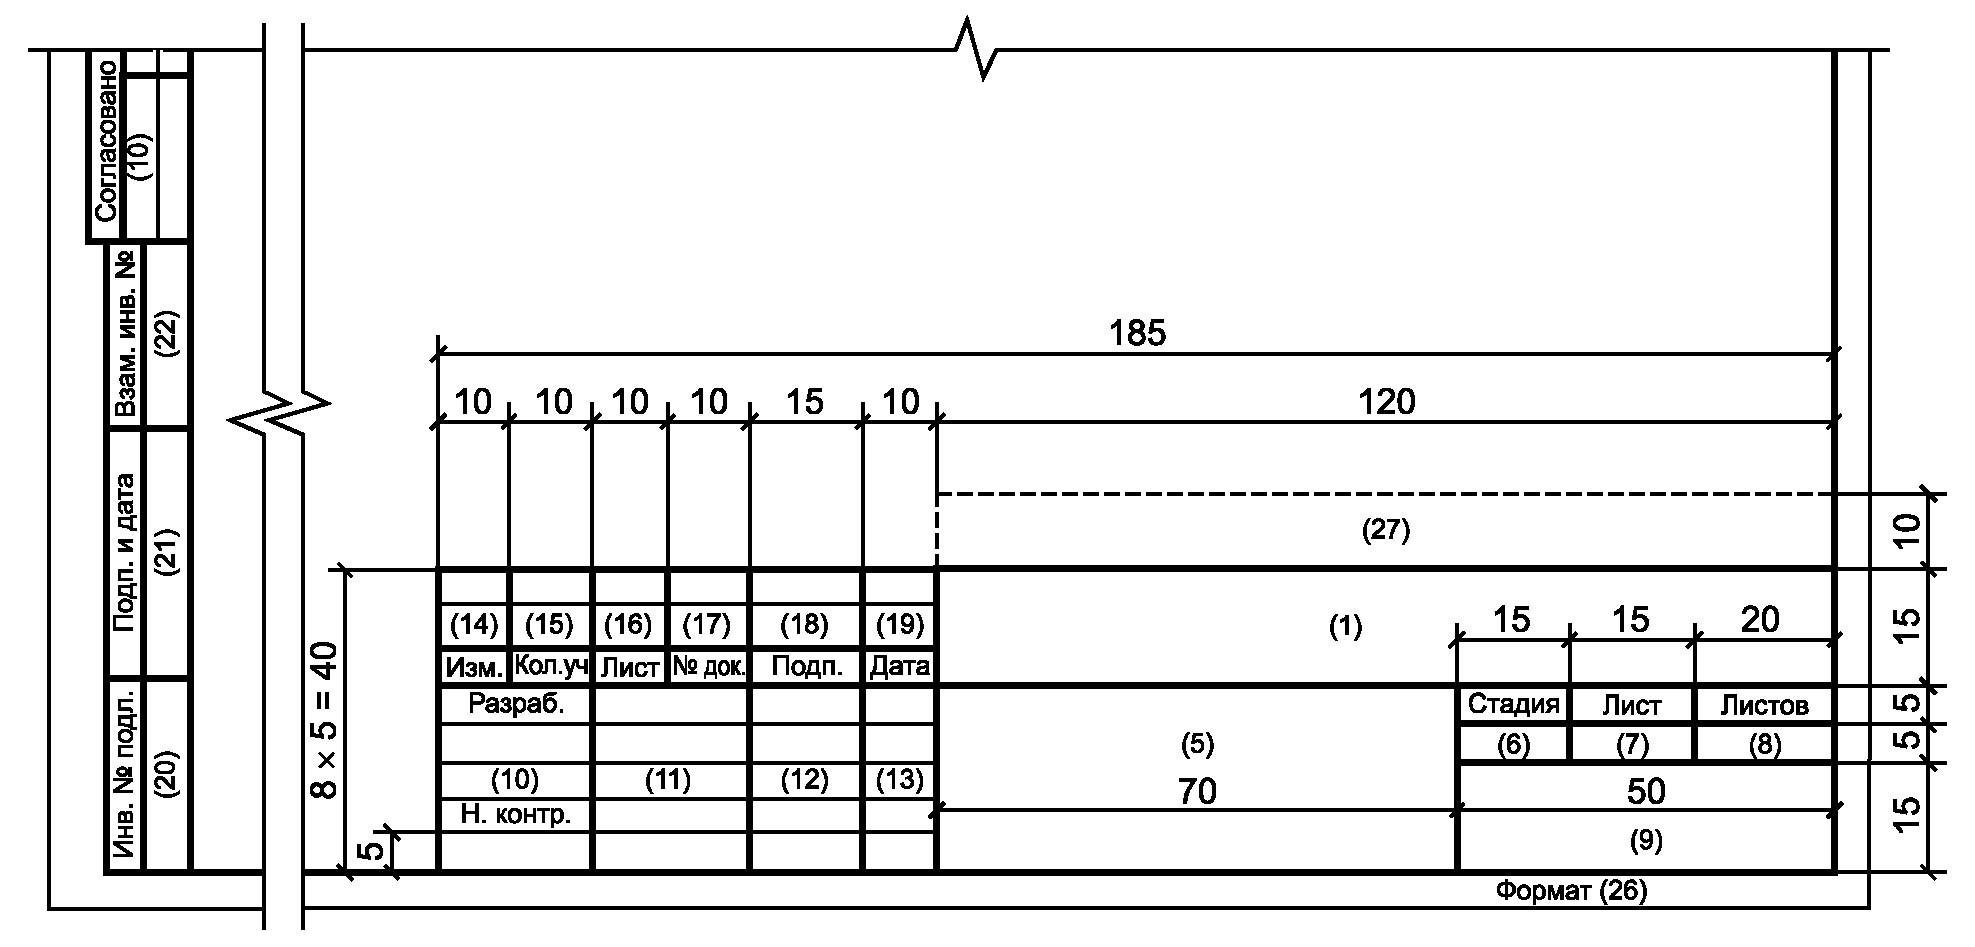 Согласовано
(10)
Взам. инв. №
(22)
Подп. и дата
(21)
Инв. № подл.
(20)
185
10 10 10 10 15 10 120
(27)
10
(14) (15) (16) (17) (18) (19)
(1)
15 15 20
15
Изм. Кол.уч Лист № док. Подп. Дата
Разраб.
Стадия Лист Листов
5
(5)
(6) (7) (8)
5
8 × 5 = 40
(10) (11) (12) (13)
70
50
Н. контр.
15
5
(9)
Формат (26)